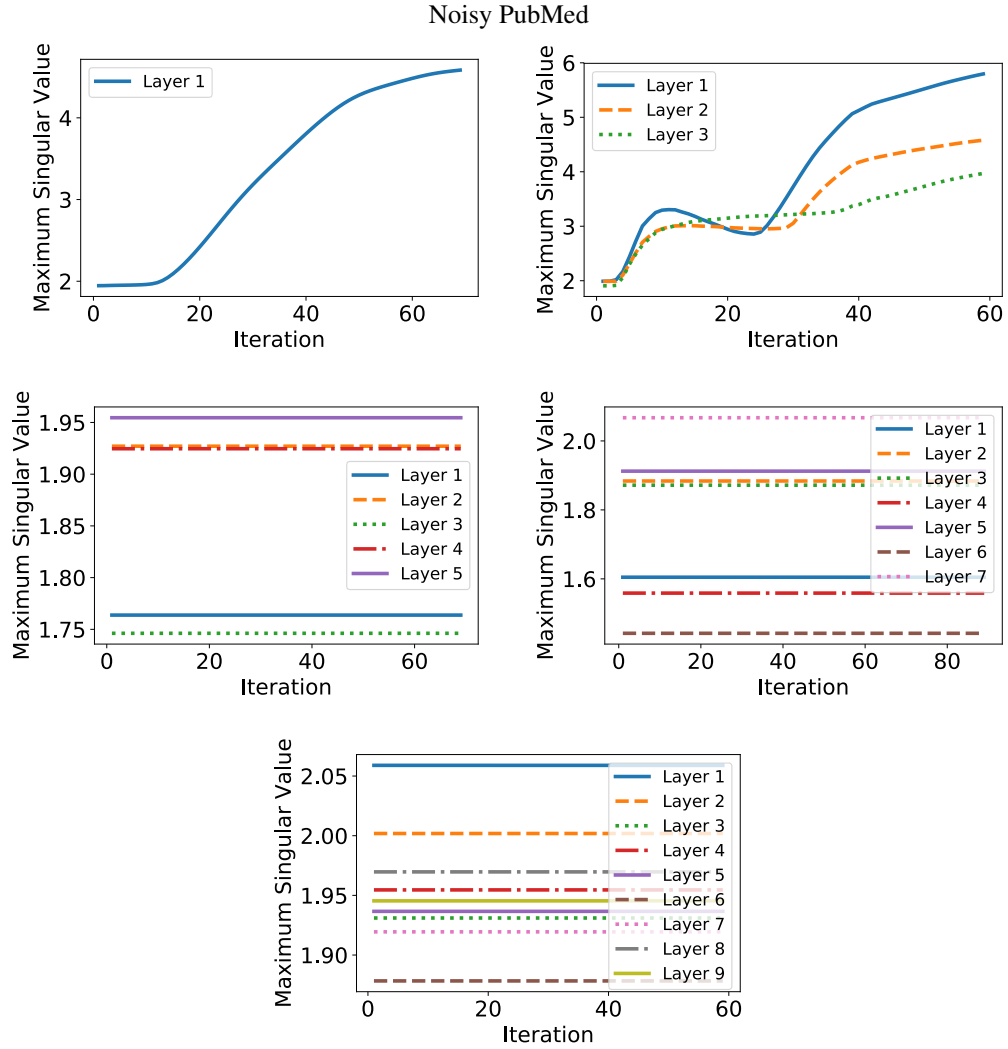 Noisy PubMed
Maximum Singular Value
4
3
2
Layer 1
0
20
40
60
Iteration
Maximum Singular Value
6
5
4
3
2
Layer 1
Layer 2
Layer 3
0
20
40
60
Iteration
Maximum Singular Value
1.95
1.90
1.85
1.80
1.75
Layer 1
Layer 2
Layer 3
Layer 4
Layer 5
0
20
40
60
Iteration
Maximum Singular Value
2.0
1.8
1.6
Layer 1
Layer 2
Layer 3
Layer 4
Layer 5
Layer 6
Layer 7
0
20
40
60
80
Iteration
Maximum Singular Value
2.05
2.00
1.95
1.90
Layer 1
Layer 2
Layer 3
Layer 4
Layer 5
Layer 6
Layer 7
Layer 8
Layer 9
0
20
40
60
Iteration